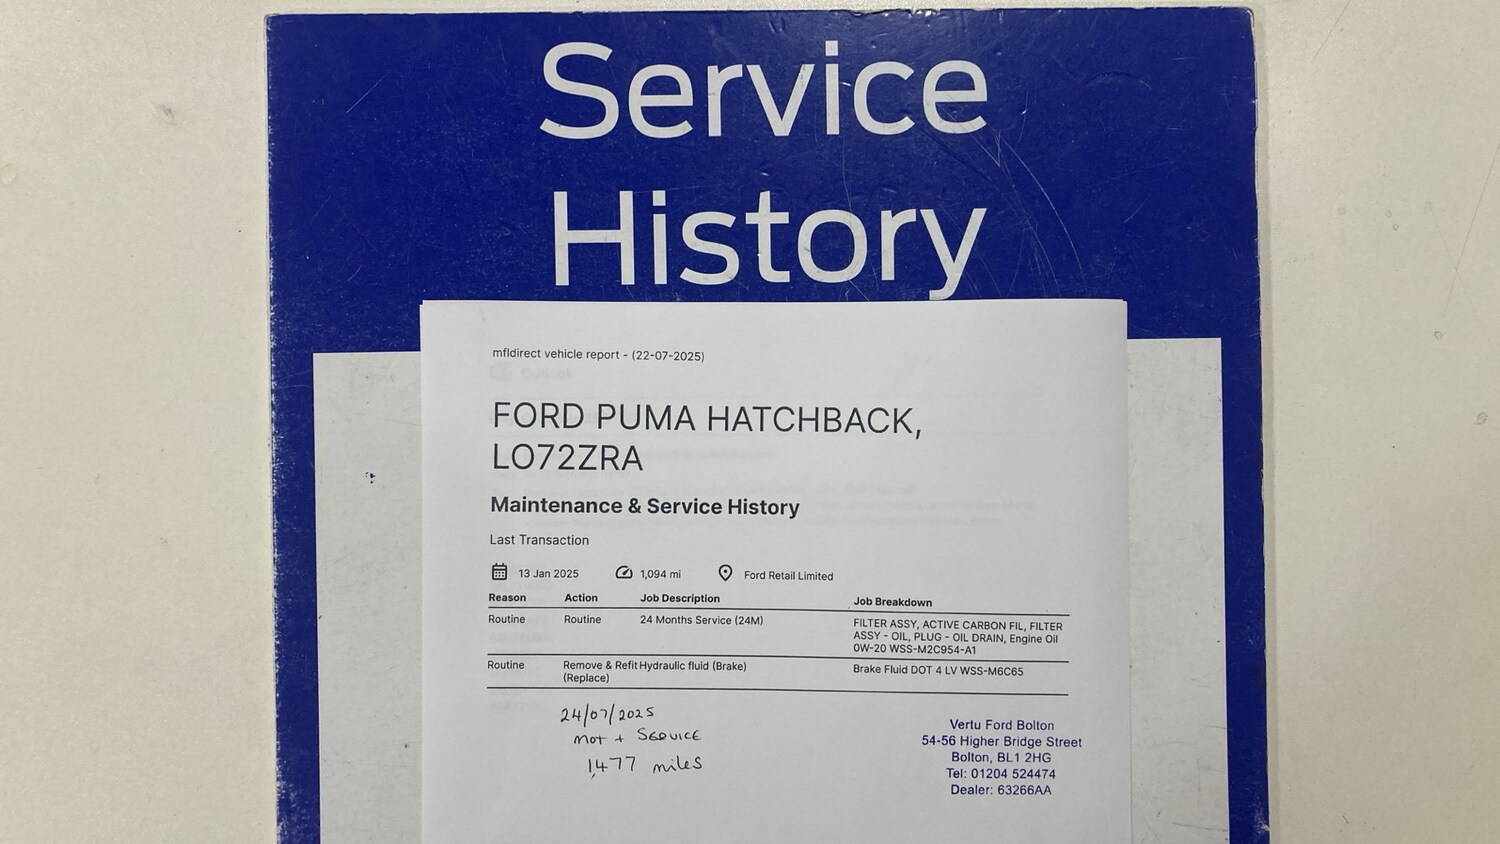 Service
History
mfldirect vehicle report - (22-07-2025)
FORD PUMA HATCHBACK,
LO72ZRA
Maintenance & Service History
Last Transaction
13 Jan 2025 1,094 mi Ford Retail Limited
Reason Action Job Description Job Breakdown
Routine Routine 24 Months Service (24M) FILTER ASSY, ACTIVE CARBON FIL, FILTER
ASSY - OIL, PLUG - OIL DRAIN, Engine Oil
0W-20 WSS-M2C954-A1
Routine Remove & Refit Hydraulic fluid (Brake) Brake Fluid DOT 4 LV WSS-M6C65
(Replace)
24/07/2025
MOT + SERVICE
1,477 miles
Vertu Ford Bolton
54-56 Higher Bridge Street
Bolton, BL1 2HG
Tel: 01204 524474
Dealer: 63266AA